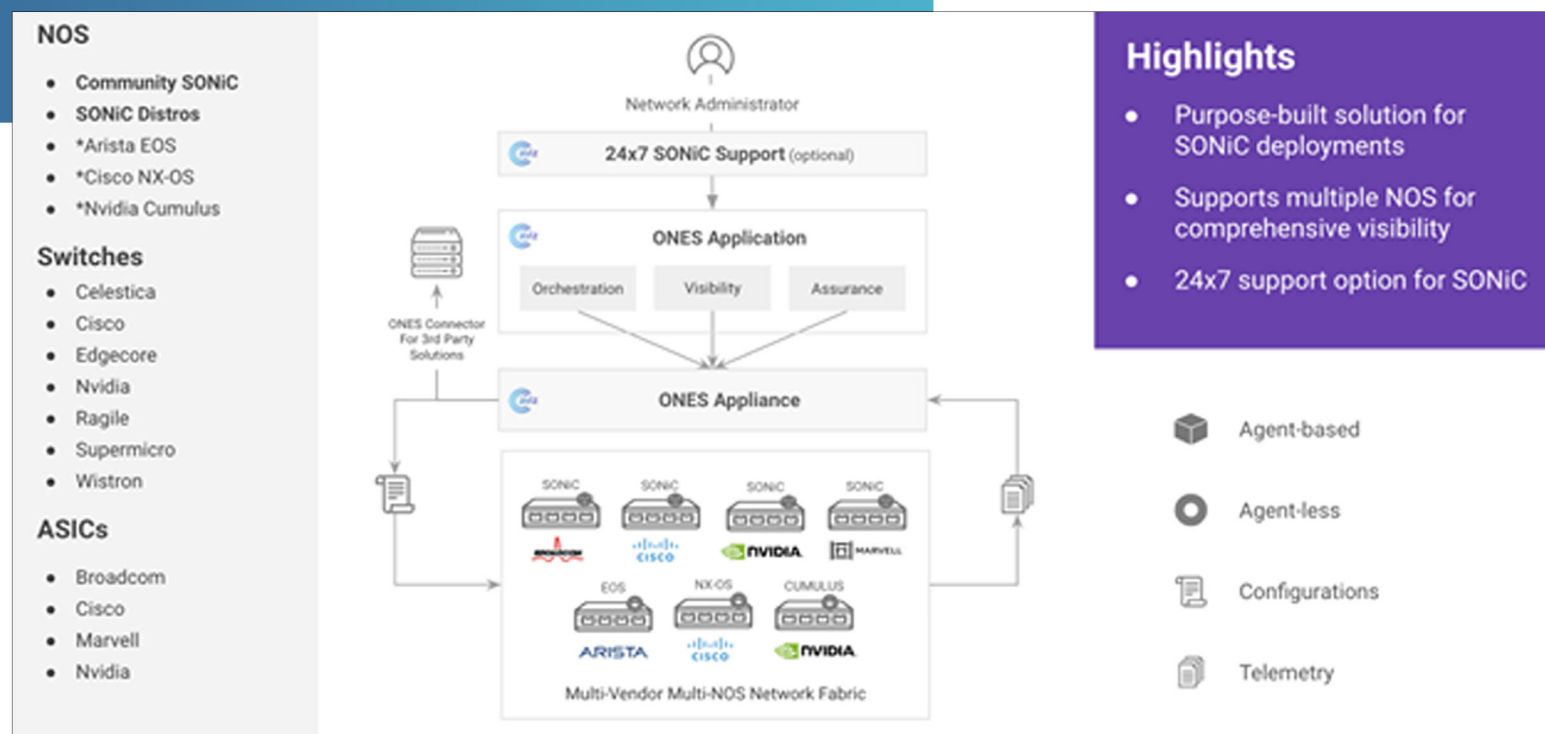 NOS
• Community SONiC
• SONiC Distros
• *Arista EOS
• *Cisco NX-OS
• *Nvidia Cumulus
Switches
• Celestica
• Cisco
• Edgecore
• Nvidia
• Ragile
• Supermicro
• Wistron
ASICs
• Broadcom
• Cisco
• Marvell
• Nvidia
Network Administrator
24x7 SONiC Support (optional)
ONES Application
Orchestration
Visibility
Assurance
ONES Connector
For 3rd Party
Solutions
ONES Appliance
SONiC
SONiC
SONiC
SONiC
BROADCOM
CISCO
NVIDIA
MARVELL
EOS
NX-OS
CUMULUS
ARISTA
CISCO
NVIDIA
Multi-Vendor Multi-NOS Network Fabric
Highlights
• Purpose-built solution for
SONiC deployments
• Supports multiple NOS for
comprehensive visibility
• 24x7 support option for SONiC
Agent-based
Agent-less
Configurations
Telemetry